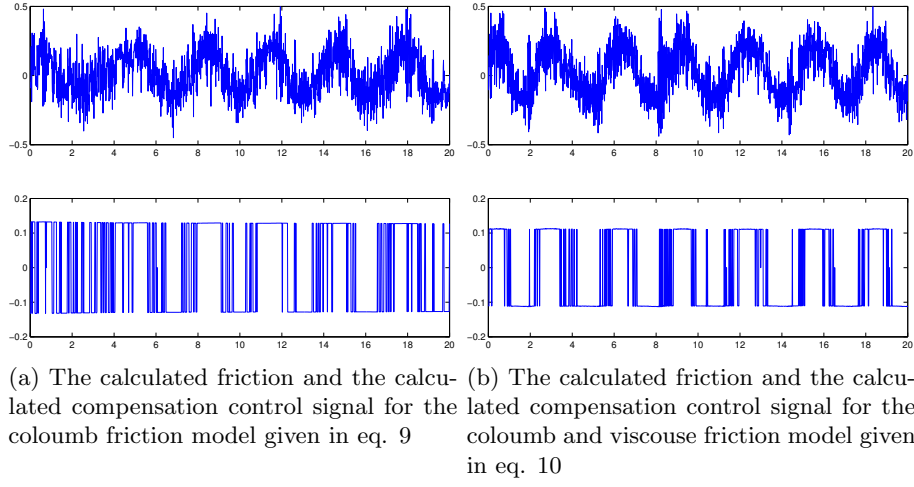 0.5
0
−0.5
0 2 4 6 8 10 12 14 16 18 20
0.2
0.1
0
−0.1
−0.2
0 2 4 6 8 10 12 14 16 18 20
(a) The calculated friction and the calcu-
lated compensation control signal for the
coloumb friction model given in eq. 9
0.5
0
−0.5
0 2 4 6 8 10 12 14 16 18 20
0.2
0.1
0
−0.1
−0.2
0 2 4 6 8 10 12 14 16 18 20
(b) The calculated friction and the calcu-
lated compensation control signal for the
coloumb and viscouse friction model given
in eq. 10